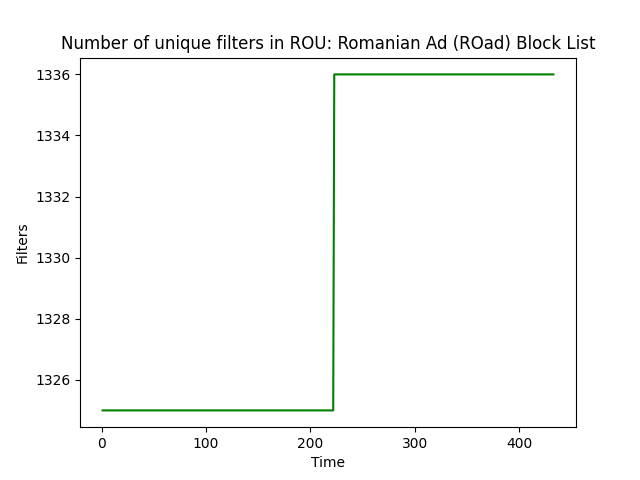 Number of unique filters in ROU: Romanian Ad (ROad) Block List
1336
1334
1332
1330
1328
1326
Filters
0 100 200 300 400
Time